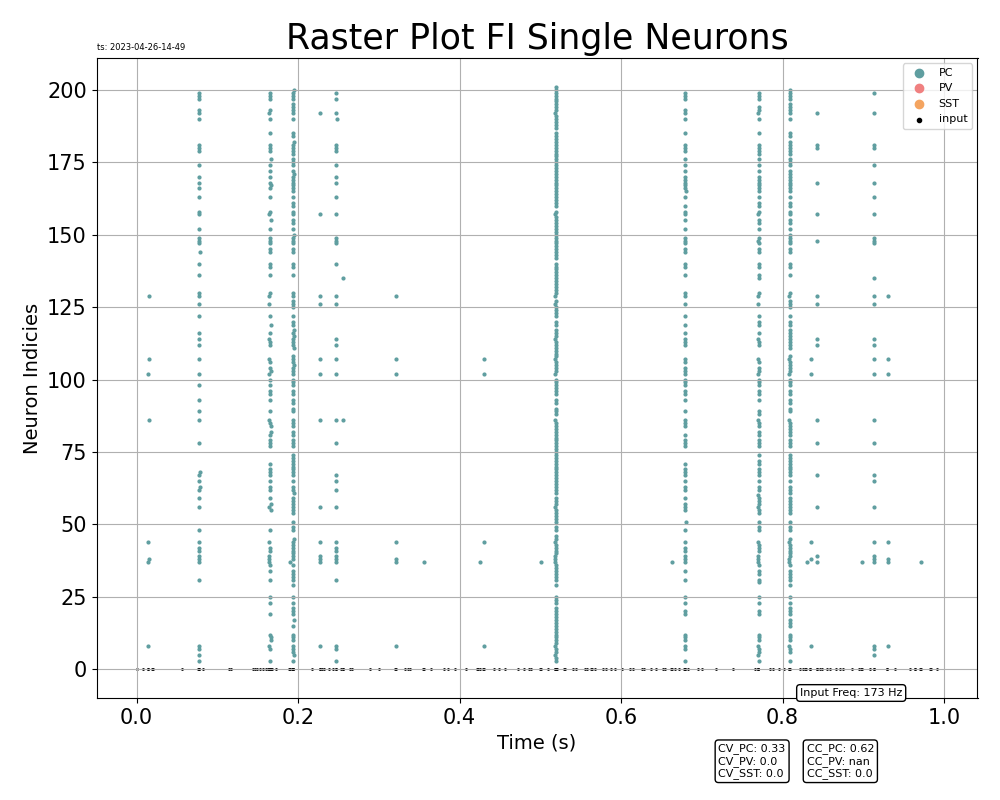 Raster Plot FI Single Neurons
ts: 2023-04-26-14-49
PC
PV
SST
input
200
175
150
125
100
75
50
25
0
Neuron Indicies
0.0 0.2 0.4 0.6 0.8 1.0
Input Freq: 173 Hz
Time (s)
CV_PC: 0.33
CV_PV: 0.0
CV_SST: 0.0
CC_PC: 0.62
CC_PV: nan
CC_SST: 0.0